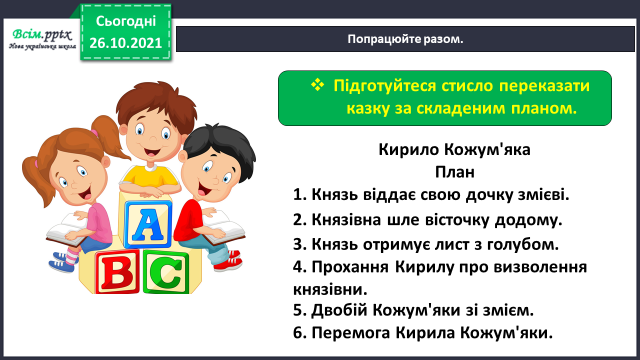 Всім.pptx
Нова українська школа
Сьогодні
26.10.2021
Попрацюйте разом.
❖ Підготуйтеся стисло переказати
казку за складеним планом.
Кирило Кожум'яка
План
1. Князь віддає свою дочку змієві.
2. Князівна шле вісточку додому.
3. Князь отримує лист з голубом.
4. Прохання Кирилу про визволення
князівни.
5. Двобій Кожум'яки зі змієм.
6. Перемога Кирила Кожум'яки.
A
B C